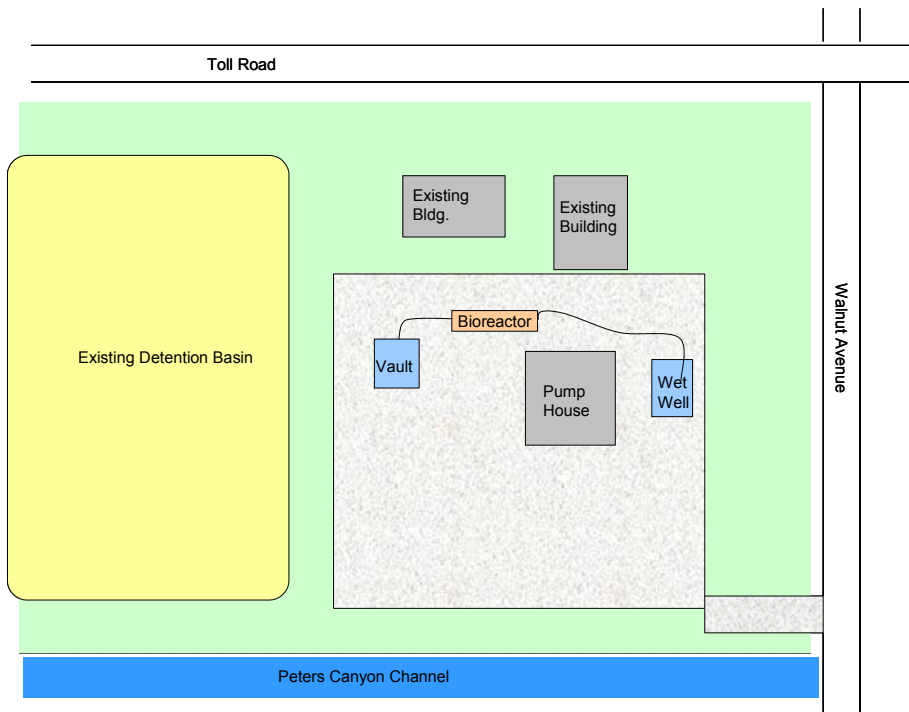 Toll Road
Existing
Bldg.
Existing
Building
Walnut Avenue
Bioreactor
Existing Detention Basin
Vault
Pump
House
Wet
Well
Peters Canyon Channel